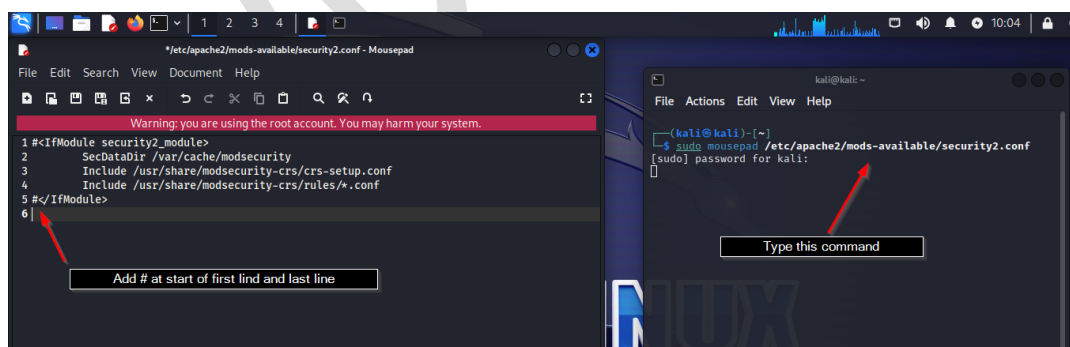 1 2 3 4
10:04
*/etc/apache2/mods-available/security2.conf - Mousepad
File Edit Search View Document Help
Warning: you are using the root account. You may harm your system.
1 #<IfModule security2_module>
2 SecDataDir /var/cache/modsecurity
3 Include /usr/share/modsecurity-crs/crs-setup.conf
4 Include /usr/share/modsecurity-crs/rules/*.conf
5 #</IfModule>
6
Add # at start of first lind and last line
kali@kali: ~
File Actions Edit View Help
┌──(kali㉿kali)-[~]
└─$ sudo mousepad /etc/apache2/mods-available/security2.conf
[sudo] password for kali:
Type this command